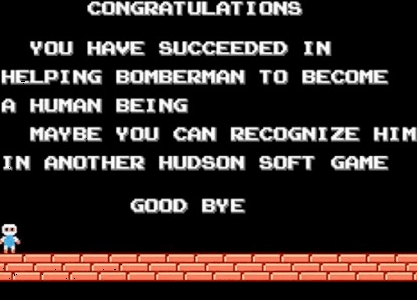 CONGRATULATIONS
YOU HAVE SUCCEEDED IN
HELPING BOMBERMAN TO BECOME
A HUMAN BEING
MAYBE YOU CAN RECOGNIZE HIM
IN ANOTHER HUDSON SOFT GAME
GOOD BYE